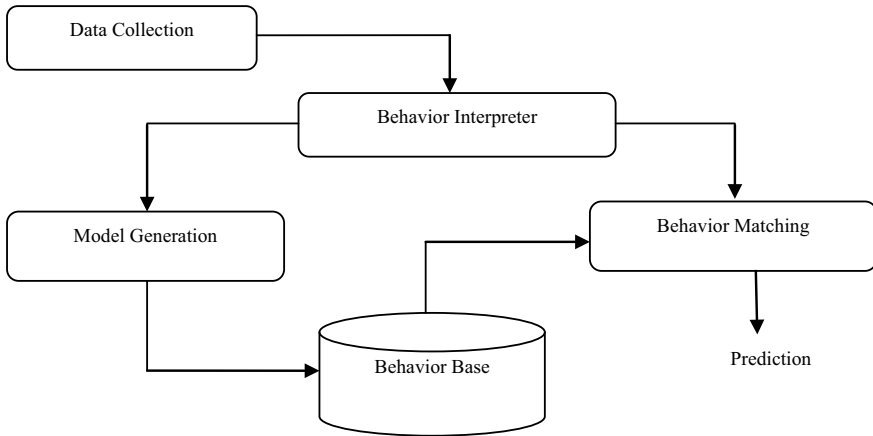 Data Collection
Behavior Interpreter
Model Generation
Behavior Matching
Behavior Base
Prediction